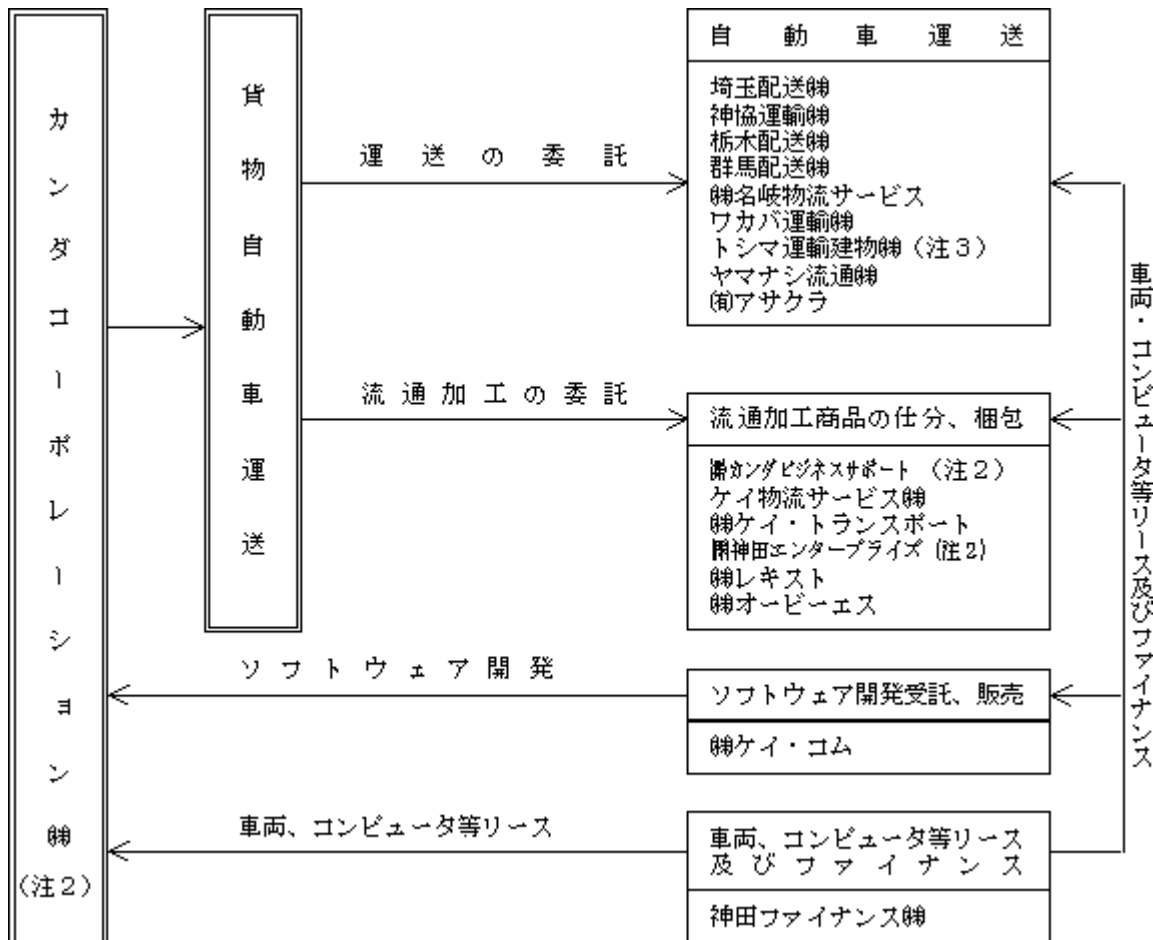 カンダコーポレーション㈱
(注2)
貨物自動車運送
運送の委託
自動車運送
埼玉配送㈱
神協運輸㈱
栃木配送㈱
群馬配送㈱
㈱名岐物流サービス
ワカバ運輸㈱
トシマ運輸建物㈱(注3)
ヤマナシ流通㈱
㈲アサクラ
流通加工の委託
流通加工商品の仕分、梱包
㈱カンダビジネスサポート(注2)
ケイ物流サービス㈱
㈱ケイ・トランスポート
㈱神田エンタープライズ(注2)
㈱レキスト
㈱オービーエス
ソフトウェア開発
ソフトウェア開発受託、販売
㈱ケイ・コム
車両、コンピュータ等リース
車両、コンピュータ等リース
及びファイナンス
神田ファイナンス㈱
車両・コンピュータ等リース及びファイナンス